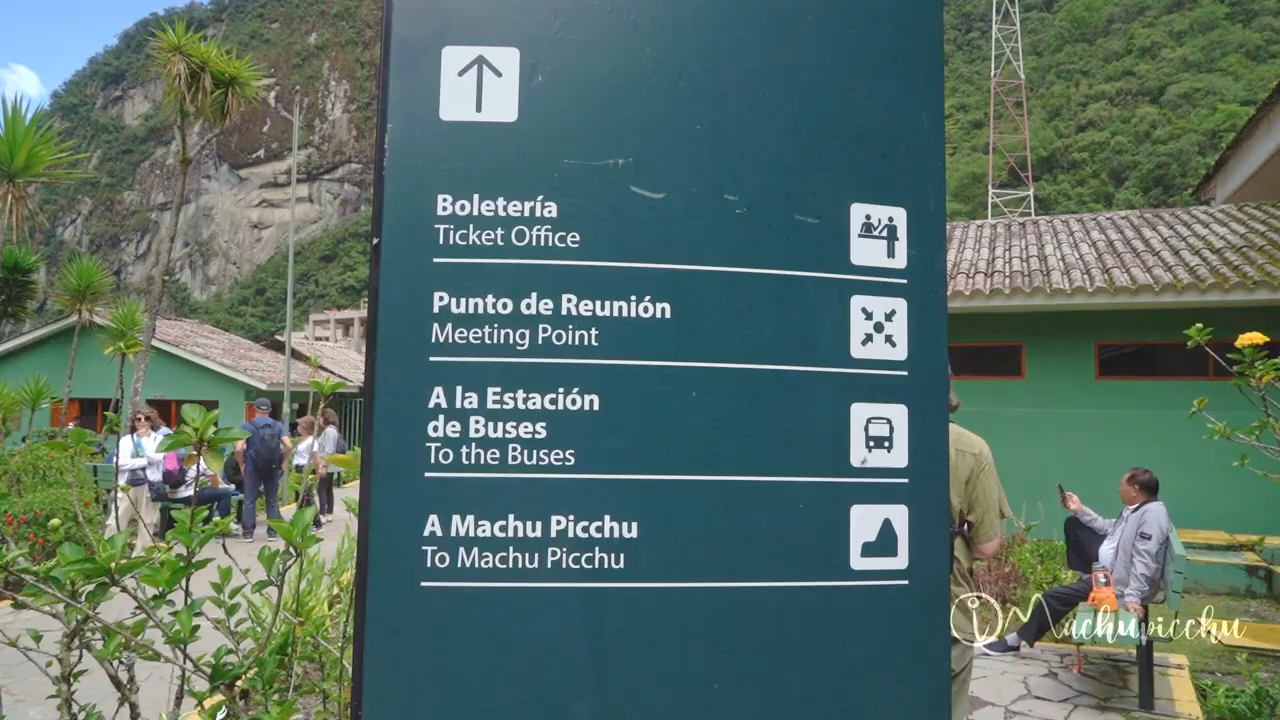 Boletería
Ticket Office
Punto de Reunión
Meeting Point
A la Estación
de Buses
To the Buses
A Machu Picchu
To Machu Picchu
iMachupicchu